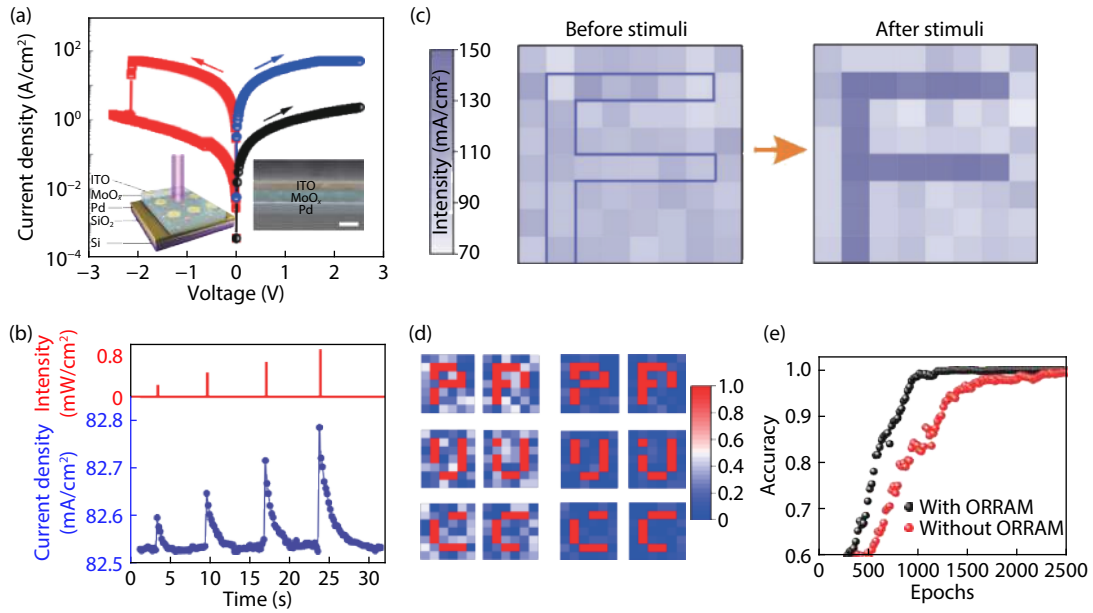 (a)
Current density (A/cm²)
10²
10⁰
10⁻²
10⁻⁴
ITO
MoOₓ
Pd
SiO₂
Si
ITO
MoOₓ
Pd
−3
−2
−1
0
1
2
3
Voltage (V)
(b)
Intensity
(mW/cm²)
0.8
0
Current density
(mA/cm²)
82.8
82.7
82.6
82.5
0
5
10
15
20
25
30
Time (s)
(c)
Before stimuli
After stimuli
Intensity (mA/cm²)
150
130
110
90
70
(d)
1.0
0.8
0.6
0.4
0.2
0
(e)
Accuracy
1.0
0.9
0.8
0.7
0.6
With ORRAM
Without ORRAM
0
500
1000
1500
2000
2500
Epochs